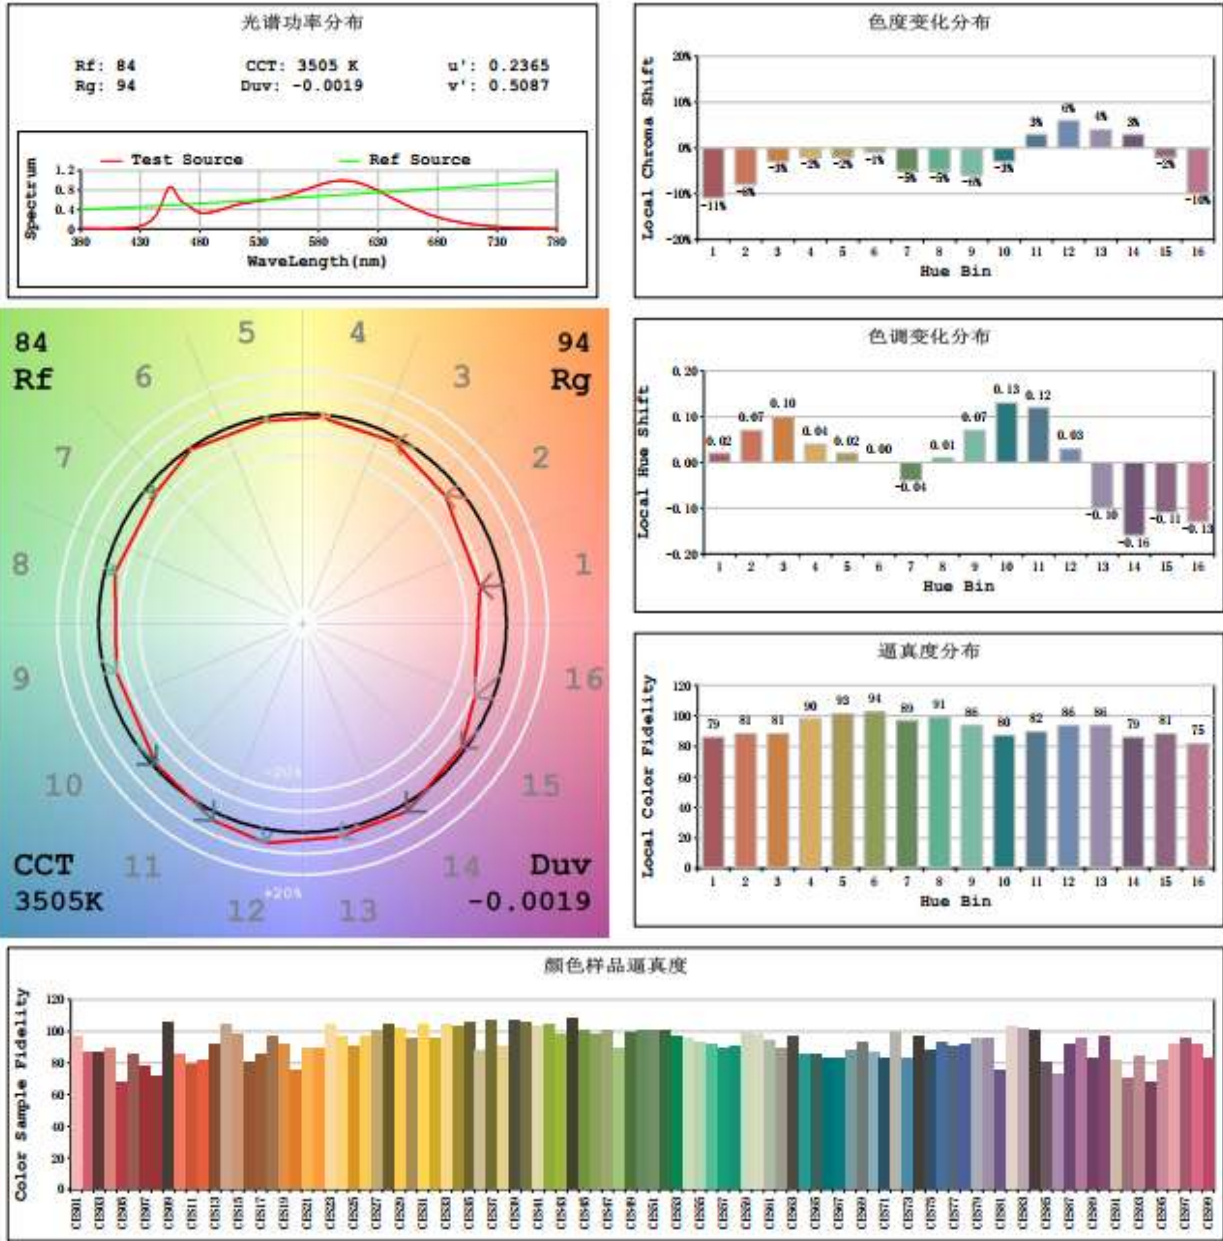 光谱功率分布
Rf: 84 CCT: 3505 K u': 0.2365
Rg: 94 Duv: -0.0019 v': 0.5087
Test Source Ref Source
Spectrum
1.2
0.8
0.4
0
380 430 480 530 580 630 680 730 780
WaveLength(nm)
色度变化分布
Local Chroma Shift
20%
10%
0%
-10%
-20%
-11% -8% -3% -2% -2% -1% -5% -5% -6% -3% 3% 6% 4% 3% -2% -10%
1 2 3 4 5 6 7 8 9 10 11 12 13 14 15 16
Hue Bin
84
Rf
94
Rg
5 4
6 3
7 2
8 1
9 16
10 15
11 14
12 13
-20%
+20%
CCT
3505K
Duv
-0.0019
色调变化分布
Local Hue Shift
0.20
0.10
0.00
-0.10
-0.20
0.02 0.07 0.10 0.04 0.02 0.00 -0.04 0.01 0.07 0.13 0.12 0.03 -0.10 -0.16 -0.11 -0.13
1 2 3 4 5 6 7 8 9 10 11 12 13 14 15 16
Hue Bin
逼真度分布
Local Color Fidelity
120
100
80
60
40
20
0
79 81 81 90 93 94 89 91 86 80 82 86 86 79 81 75
1 2 3 4 5 6 7 8 9 10 11 12 13 14 15 16
Hue Bin
颜色样品逼真度
Color Sample Fidelity
120
100
80
60
40
20
0